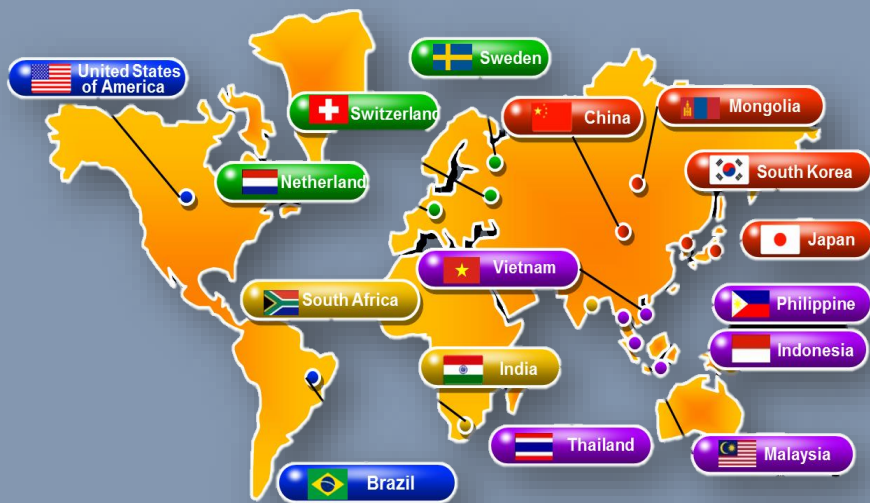 United States
of America
Sweden
Switzerland
China
Mongolia
Netherland
South Korea
Japan
Vietnam
South Africa
Philippine
Indonesia
India
Thailand
Malaysia
Brazil